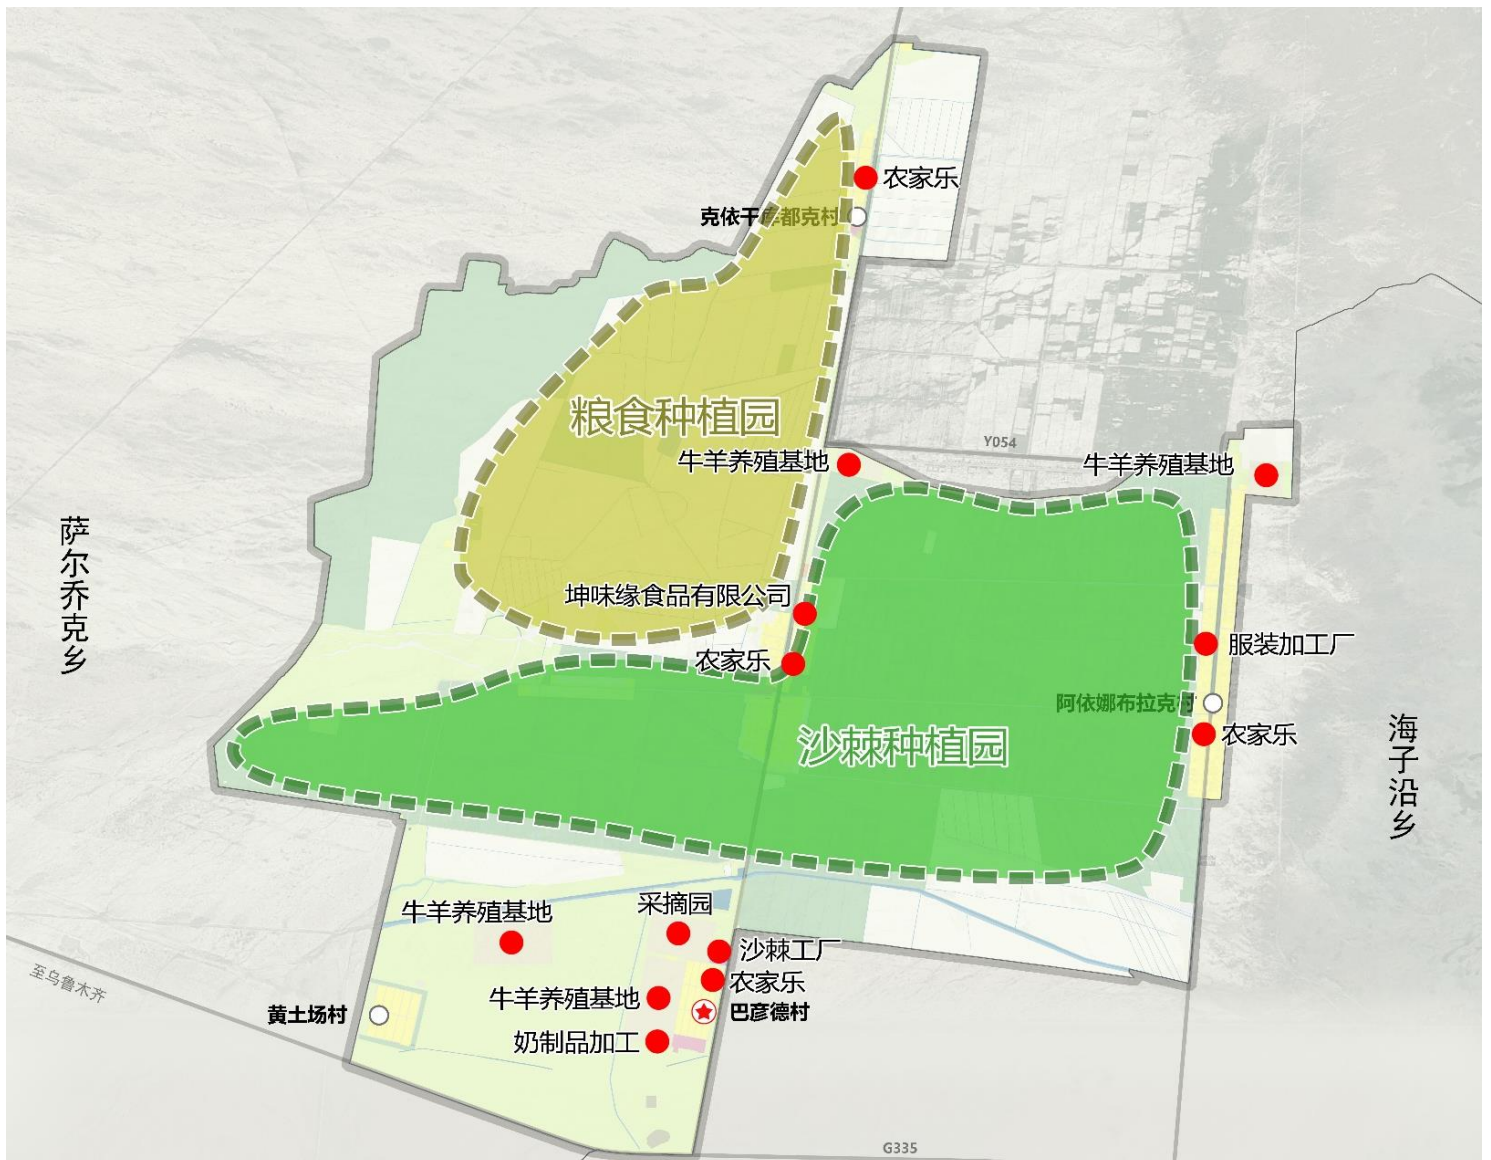 农家乐
克依干库都克村
粮食种植园
Y054
牛羊养殖基地
牛羊养殖基地
萨尔乔克乡
坤味缘食品有限公司
农家乐
服装加工厂
阿依娜布拉克村
农家乐
沙棘种植园
海子沿乡
采摘园
牛羊养殖基地
沙棘工厂
农家乐
至乌鲁木齐
牛羊养殖基地
巴彦德村
黄土场村
奶制品加工
G335